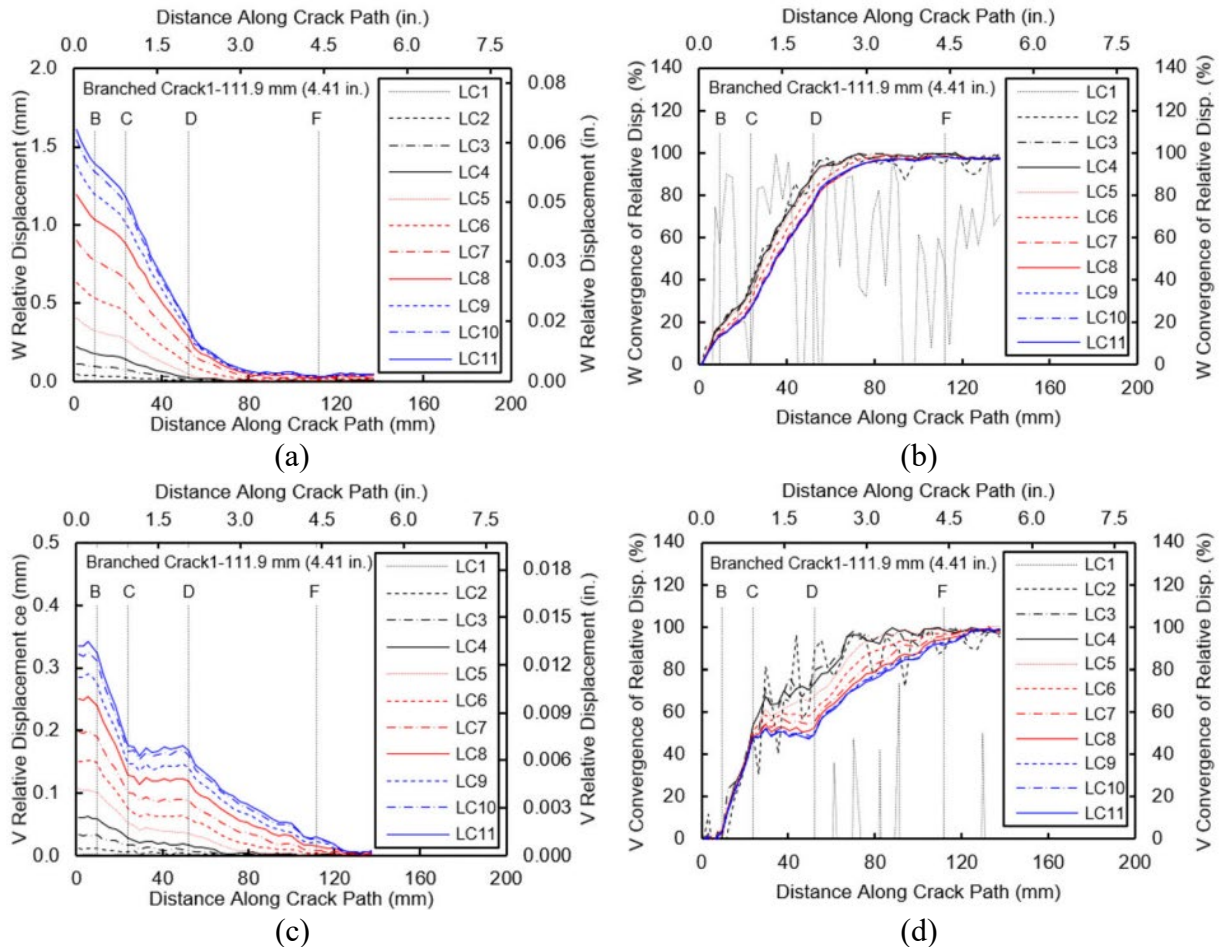 Distance Along Crack Path (in.)
0.0 1.5 3.0 4.5 6.0 7.5
2.0
1.5
1.0
0.5
0.0
W Relative Displacement (mm)
Branched Crack1-111.9 mm (4.41 in.)
B C D F
LC1
LC2
LC3
LC4
LC5
LC6
LC7
LC8
LC9
LC10
LC11
0.08
0.06
0.05
0.03
0.02
0.00
W Relative Displacement (in.)
0 40 80 120 160 200
Distance Along Crack Path (mm)
(a)
Distance Along Crack Path (in.)
0.0 1.5 3.0 4.5 6.0 7.5
140
120
100
80
60
40
20
0
W Convergence of Relative Disp. (%)
Branched Crack1-111.9 mm (4.41 in.)
B C D F
LC1
LC2
LC3
LC4
LC5
LC6
LC7
LC8
LC9
LC10
LC11
140
120
100
80
60
40
20
0
W Convergence of Relative Disp. (%)
0 40 80 120 160 200
Distance Along Crack Path (mm)
(b)
Distance Along Crack Path (in.)
0.0 1.5 3.0 4.5 6.0 7.5
0.5
0.4
0.3
0.2
0.1
0.0
V Relative Displacem ce (mm)
Branched Crack1-111.9 mm (4.41 in.)
B C D F
LC1
LC2
LC3
LC4
LC5
LC6
LC7
LC8
LC9
LC10
LC11
0.018
0.015
0.012
0.009
0.006
0.003
0.000
V Relative Displacement (in.)
0 40 80 120 160 200
Distance Along Crack Path (mm)
(c)
Distance Along Crack Path (in.)
0.0 1.5 3.0 4.5 6.0 7.5
140
120
100
80
60
40
20
0
V Convergence of Relative Disp. (%)
Branched Crack1-111.9 mm (4.41 in.)
B C D F
LC1
LC2
LC3
LC4
LC5
LC6
LC7
LC8
LC9
LC10
LC11
140
120
100
80
60
40
20
0
V Convergence of Relative Disp. (%)
0 40 80 120 160 200
Distance Along Crack Path (mm)
(d)